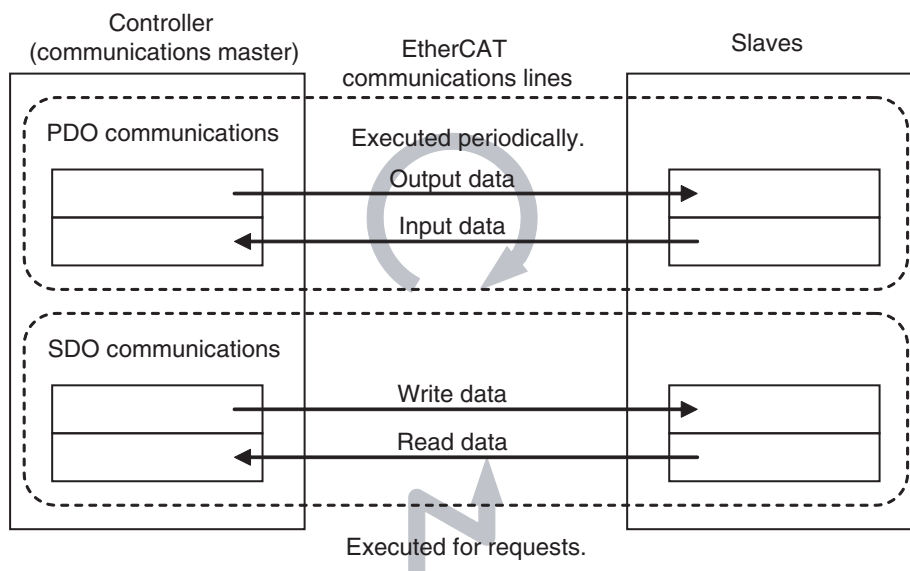 Controller
(communications master)
EtherCAT
communications lines
Slaves
PDO communications
Executed periodically.
Output data
Input data
SDO communications
Write data
Read data
Executed for requests.